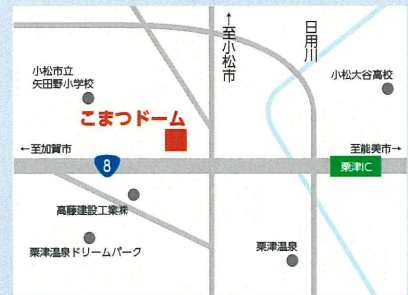 ↑至小松市
日用川
小松市立
矢田野小学校
小松大谷高校
こまつドーム
←至加賀市
至能美市→
8
粟津IC
高藤建設工業㈱
粟津温泉ドリームパーク
粟津温泉